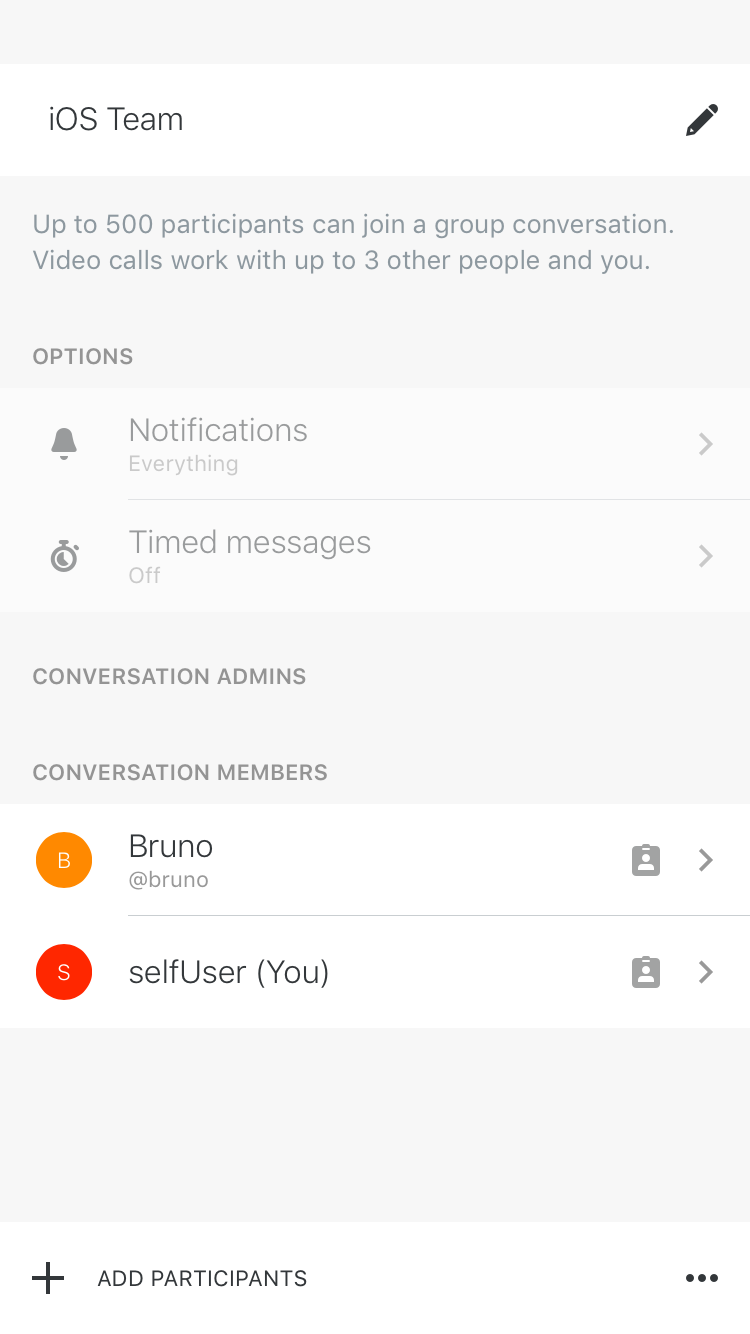 iOS Team
Up to 500 participants can join a group conversation.
Video calls work with up to 3 other people and you.
OPTIONS
Notifications
Everything
Timed messages
Off
CONVERSATION ADMINS
CONVERSATION MEMBERS
B
Bruno
@bruno
S
selfUser (You)
ADD PARTICIPANTS